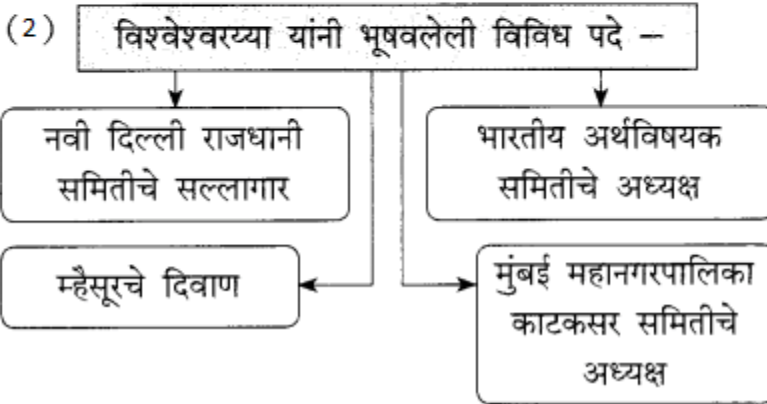 (2) विश्वेश्वरय्या यांनी भूषवलेली विविध पदे –
नवी दिल्ली राजधानी
समितीचे सल्लागार
भारतीय अर्थविषयक
समितीचे अध्यक्ष
म्हैसूरचे दिवाण
मुंबई महानगरपालिका
काटकसर समितीचे
अध्यक्ष